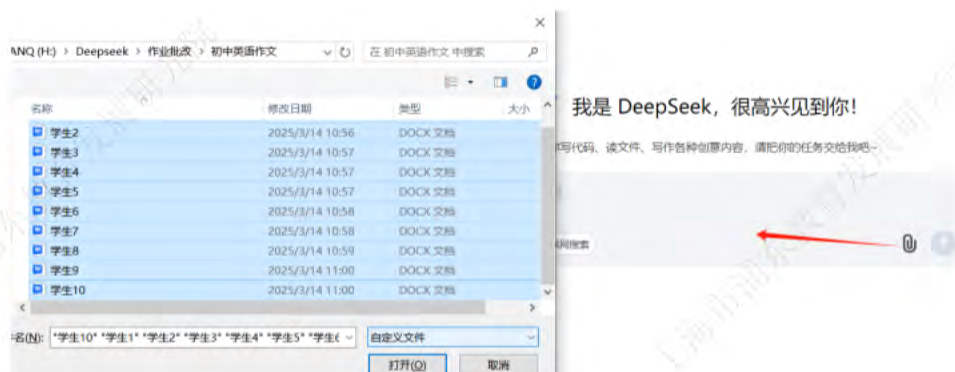 ANQ (H:) > Deepseek > 作业批改 > 初中英语作文
在 初中英语作文 中搜索
名称 修改日期 类型 大小
学生2 2025/3/14 10:56 DOCX 文档
学生3 2025/3/14 10:57 DOCX 文档
学生4 2025/3/14 10:57 DOCX 文档
学生5 2025/3/14 10:57 DOCX 文档
学生6 2025/3/14 10:58 DOCX 文档
学生7 2025/3/14 10:58 DOCX 文档
学生8 2025/3/14 10:59 DOCX 文档
学生9 2025/3/14 11:00 DOCX 文档
学生10 2025/3/14 11:00 DOCX 文档
名(N): "学生10" "学生1" "学生2" "学生3" "学生4" "学生5" "学生6
自定义文件
打开(O) 取消
我是 DeepSeek，很高兴见到你!
写代码、读文件、写作各种创意内容，请把你的任务交给我吧~
网搜索